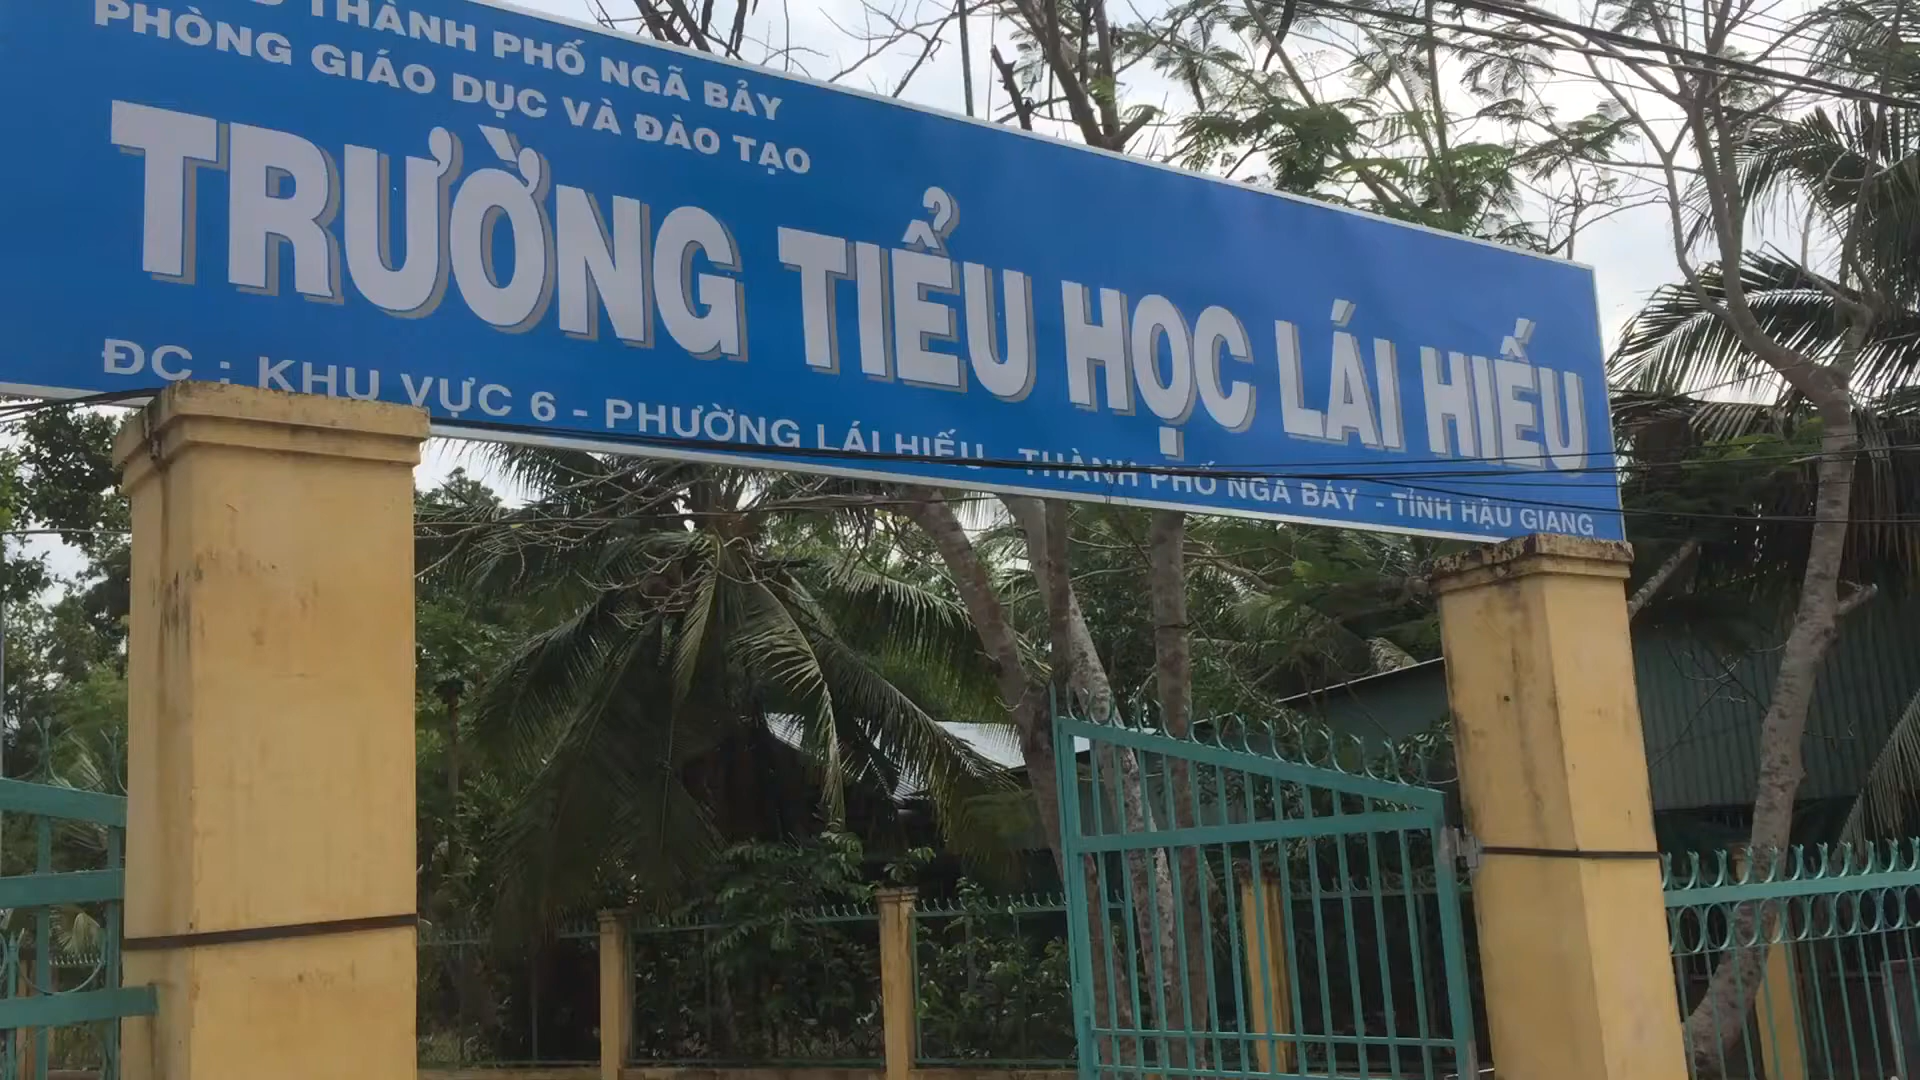 THÀNH PHỐ NGÃ BẢY
PHÒNG GIÁO DỤC VÀ ĐÀO TẠO
TRƯỜNG TIỂU HỌC LÁI HIẾU
ĐC : KHU VỰC 6 - PHƯỜNG LÁI HIẾU - THÀNH PHỐ NGÃ BẢY - TỈNH HẬU GIANG